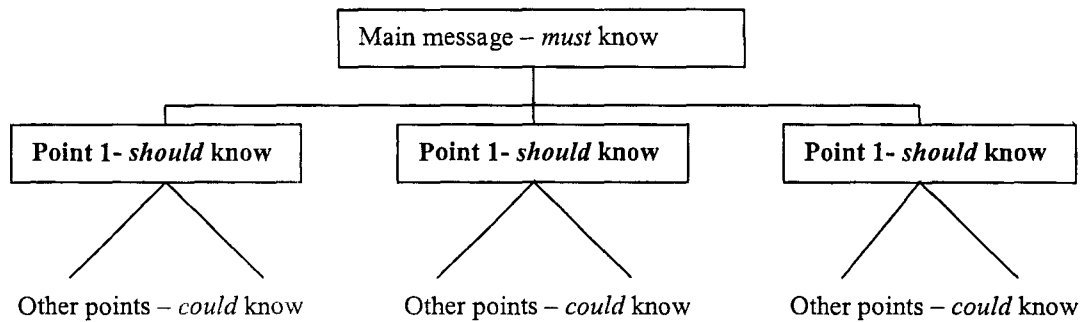 Main message – must know
Point 1- should know
Point 1- should know
Point 1- should know
Other points – could know
Other points – could know
Other points – could know